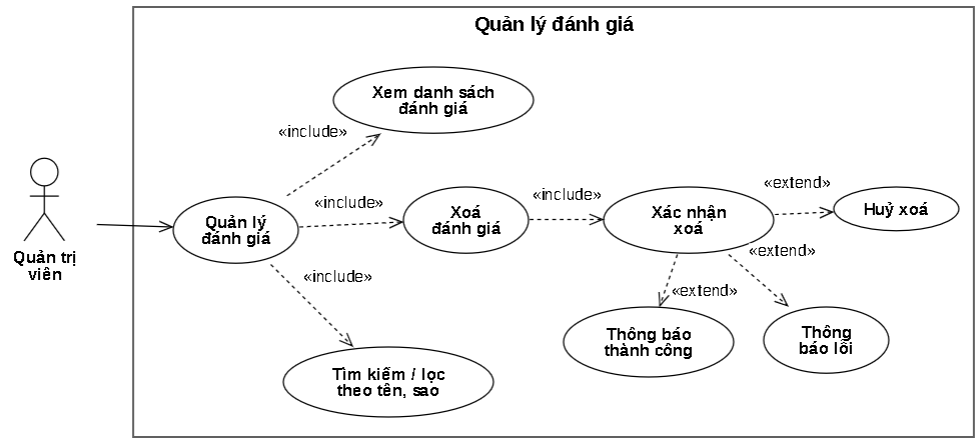 Quản lý đánh giá
Xem danh sách
đánh giá
«include»
«include»
«include»
«extend»
Quản lý
đánh giá
Xoá
đánh giá
Xác nhận
xoá
Huỷ xoá
Quản trị
viên
«include»
«extend»
«extend»
Thông báo
thành công
Thông
báo lỗi
Tìm kiếm / lọc
theo tên, sao